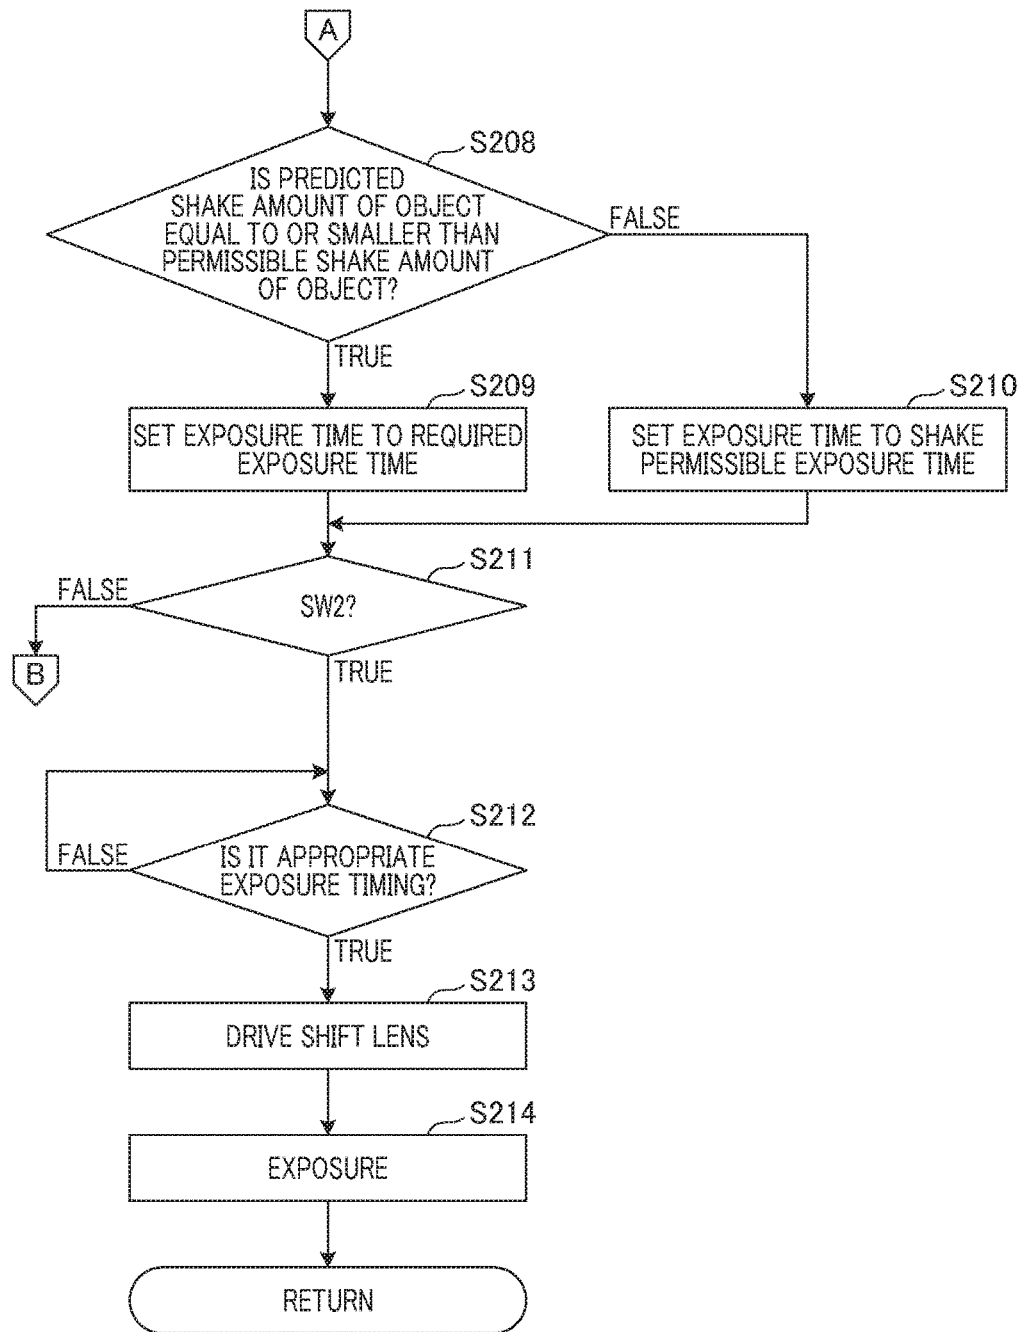 A
S208
IS PREDICTED
SHAKE AMOUNT OF OBJECT
EQUAL TO OR SMALLER THAN
PERMISSIBLE SHAKE AMOUNT
OF OBJECT?
FALSE
TRUE
S209
SET EXPOSURE TIME TO REQUIRED
EXPOSURE TIME
S210
SET EXPOSURE TIME TO SHAKE
PERMISSIBLE EXPOSURE TIME
S211
FALSE
SW2?
B
TRUE
S212
FALSE
IS IT APPROPRIATE
EXPOSURE TIMING?
TRUE
S213
DRIVE SHIFT LENS
S214
EXPOSURE
RETURN